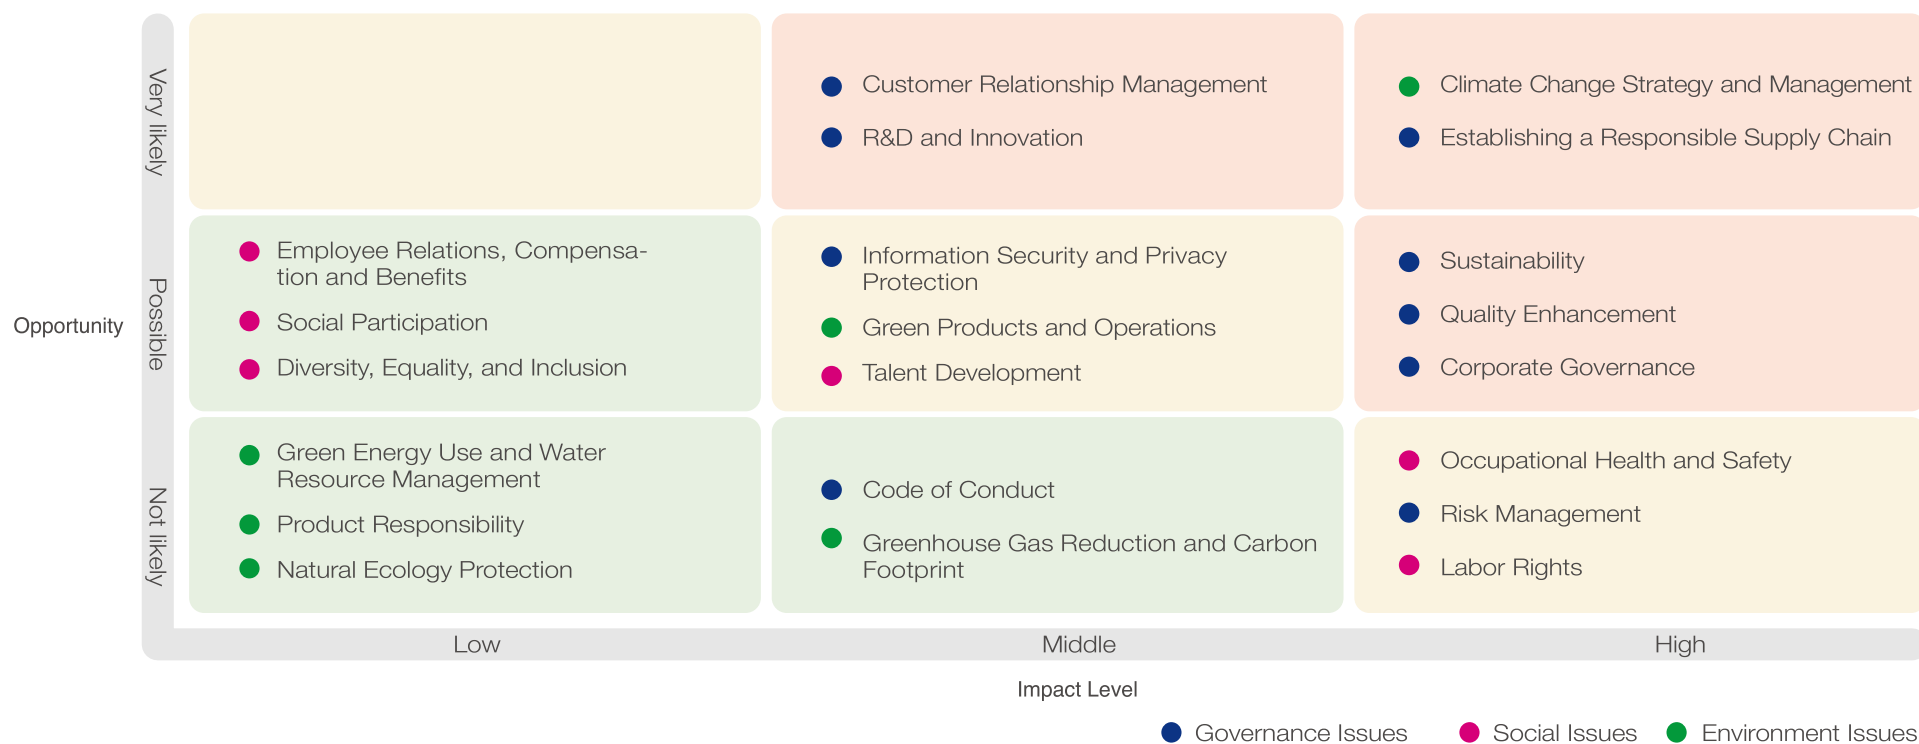 Very likely
Customer Relationship Management
R&D and Innovation
Climate Change Strategy and Management
Establishing a Responsible Supply Chain
Opportunity
Possible
Employee Relations, Compensa-
tion and Benefits
Social Participation
Diversity, Equality, and Inclusion
Information Security and Privacy
Protection
Green Products and Operations
Talent Development
Sustainability
Quality Enhancement
Corporate Governance
Not likely
Green Energy Use and Water
Resource Management
Product Responsibility
Natural Ecology Protection
Code of Conduct
Greenhouse Gas Reduction and Carbon
Footprint
Occupational Health and Safety
Risk Management
Labor Rights
Low
Middle
High
Impact Level
Governance Issues
Social Issues
Environment Issues